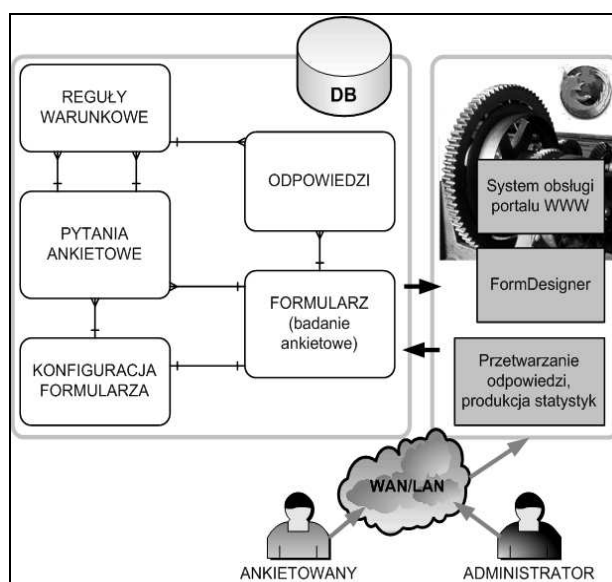 DB
REGUŁY
WARUNKOWE
ODPOWIEDZI
PYTANIA
ANKIETOWE
FORMULARZ
(badanie
ankietowe)
KONFIGURACJA
FORMULARZA
System obsługi
portalu WWW
FormDesigner
Przetwarzanie
odpowiedzi,
produkcja statystyk
WAN/LAN
ANKIETOWANY
ADMINISTRATOR